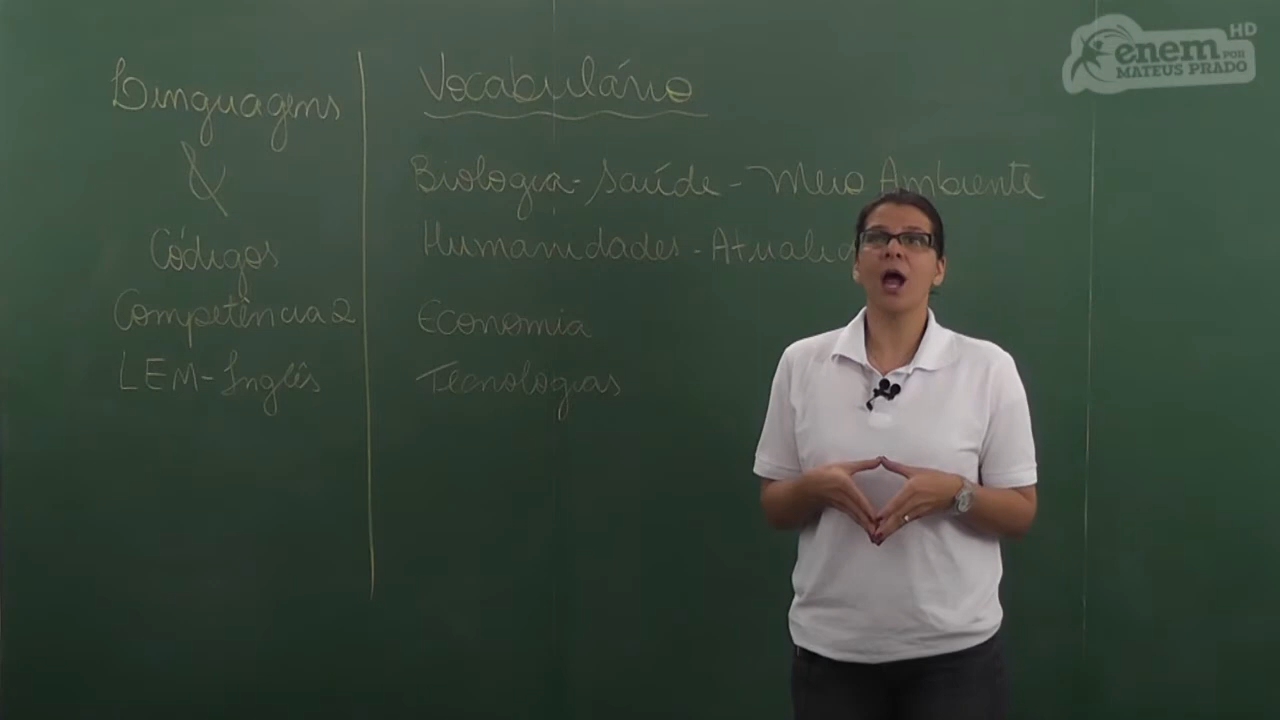 Linguagens
&
Códigos
Competência 2
LEM - Inglês
Vocabulário
Biologia - Saúde - Meio Ambiente
Humanidades - Atualid
Economia
Tecnologias
enem HD
POR
MATEUS PRADO